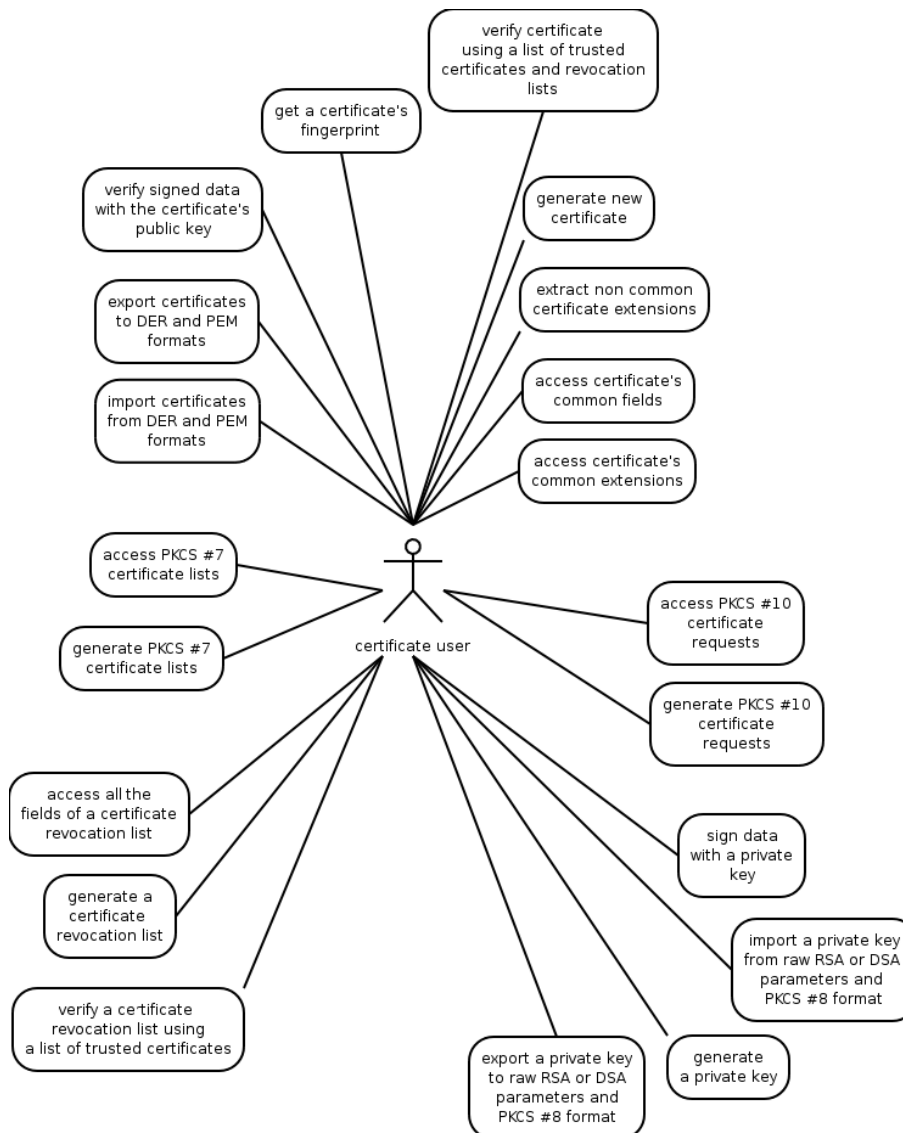 verify certificate
using a list of trusted
certificates and revocation
lists
get a certificate's
fingerprint
verify signed data
with the certificate's
public key
generate new
certificate
export certificates
to DER and PEM
formats
extract non common
certificate extensions
import certificates
from DER and PEM
formats
access certificate's
common fields
access certificate's
common extensions
access PKCS #7
certificate lists
generate PKCS #7
certificate lists
certificate user
access PKCS #10
certificate
requests
generate PKCS #10
certificate
requests
access all the
fields of a certificate
revocation list
sign data
with a private
key
generate a
certificate
revocation list
import a private key
from raw RSA or DSA
parameters and
PKCS #8 format
verify a certificate
revocation list using
a list of trusted certificates
export a private key
to raw RSA or DSA
parameters and
PKCS #8 format
generate
a private key